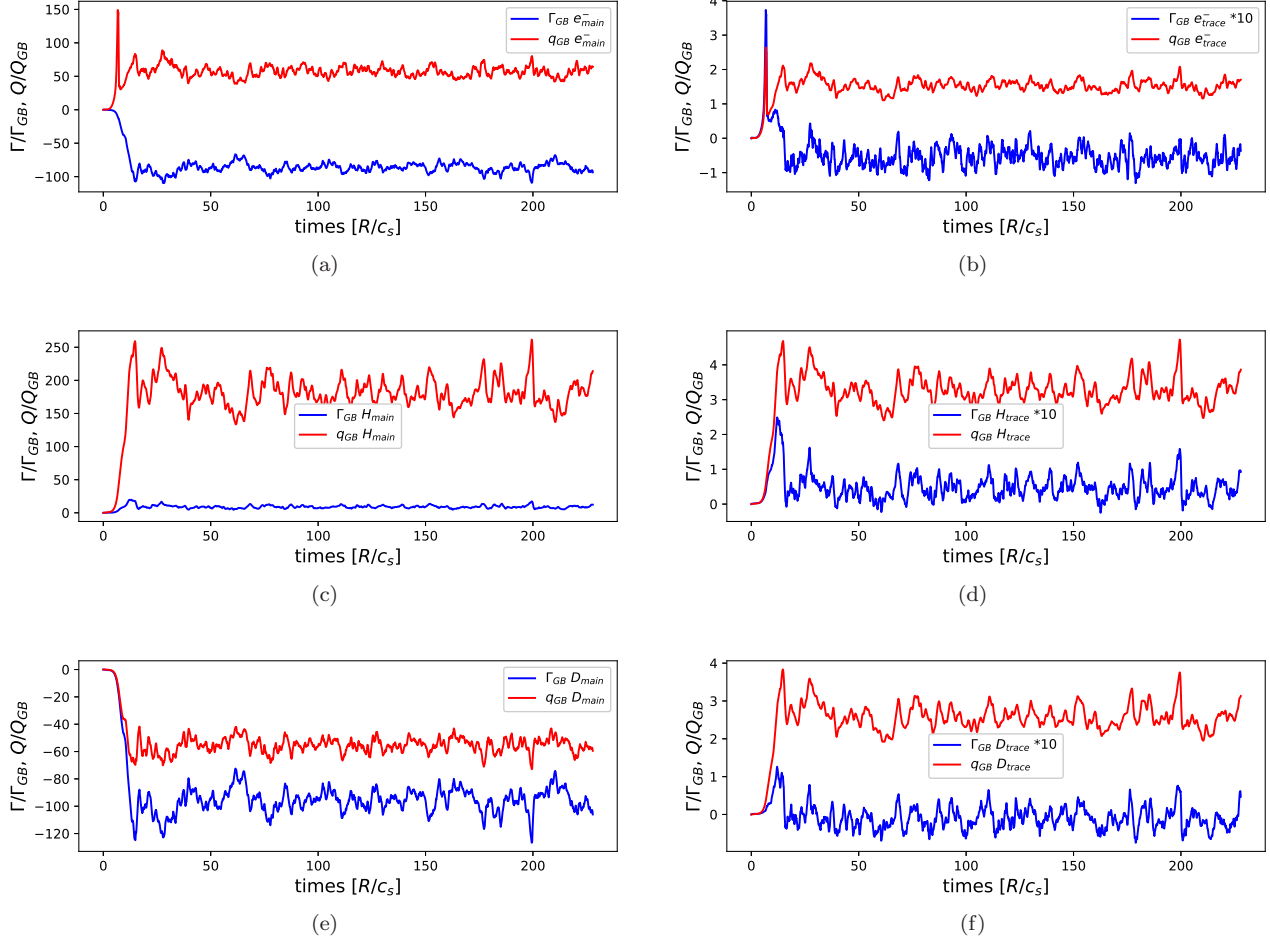 150
100
50
0
−50
−100
Γ/Γ_GB, Q/Q_GB
Γ_GB e⁻_main
q_GB e⁻_main
0 50 100 150 200
times [R/c_s]
(a)
4
3
2
1
0
−1
Γ/Γ_GB, Q/Q_GB
Γ_GB e⁻_trace *10
q_GB e⁻_trace
0 50 100 150 200
times [R/c_s]
(b)
250
200
150
100
50
0
Γ/Γ_GB, Q/Q_GB
Γ_GB H_main
q_GB H_main
0 50 100 150 200
times [R/c_s]
(c)
4
3
2
1
0
Γ/Γ_GB, Q/Q_GB
Γ_GB H_trace *10
q_GB H_trace
0 50 100 150 200
times [R/c_s]
(d)
0
−20
−40
−60
−80
−100
−120
Γ/Γ_GB, Q/Q_GB
Γ_GB D_main
q_GB D_main
0 50 100 150 200
times [R/c_s]
(e)
4
3
2
1
0
Γ/Γ_GB, Q/Q_GB
Γ_GB D_trace *10
q_GB D_trace
0 50 100 150 200
times [R/c_s]
(f)